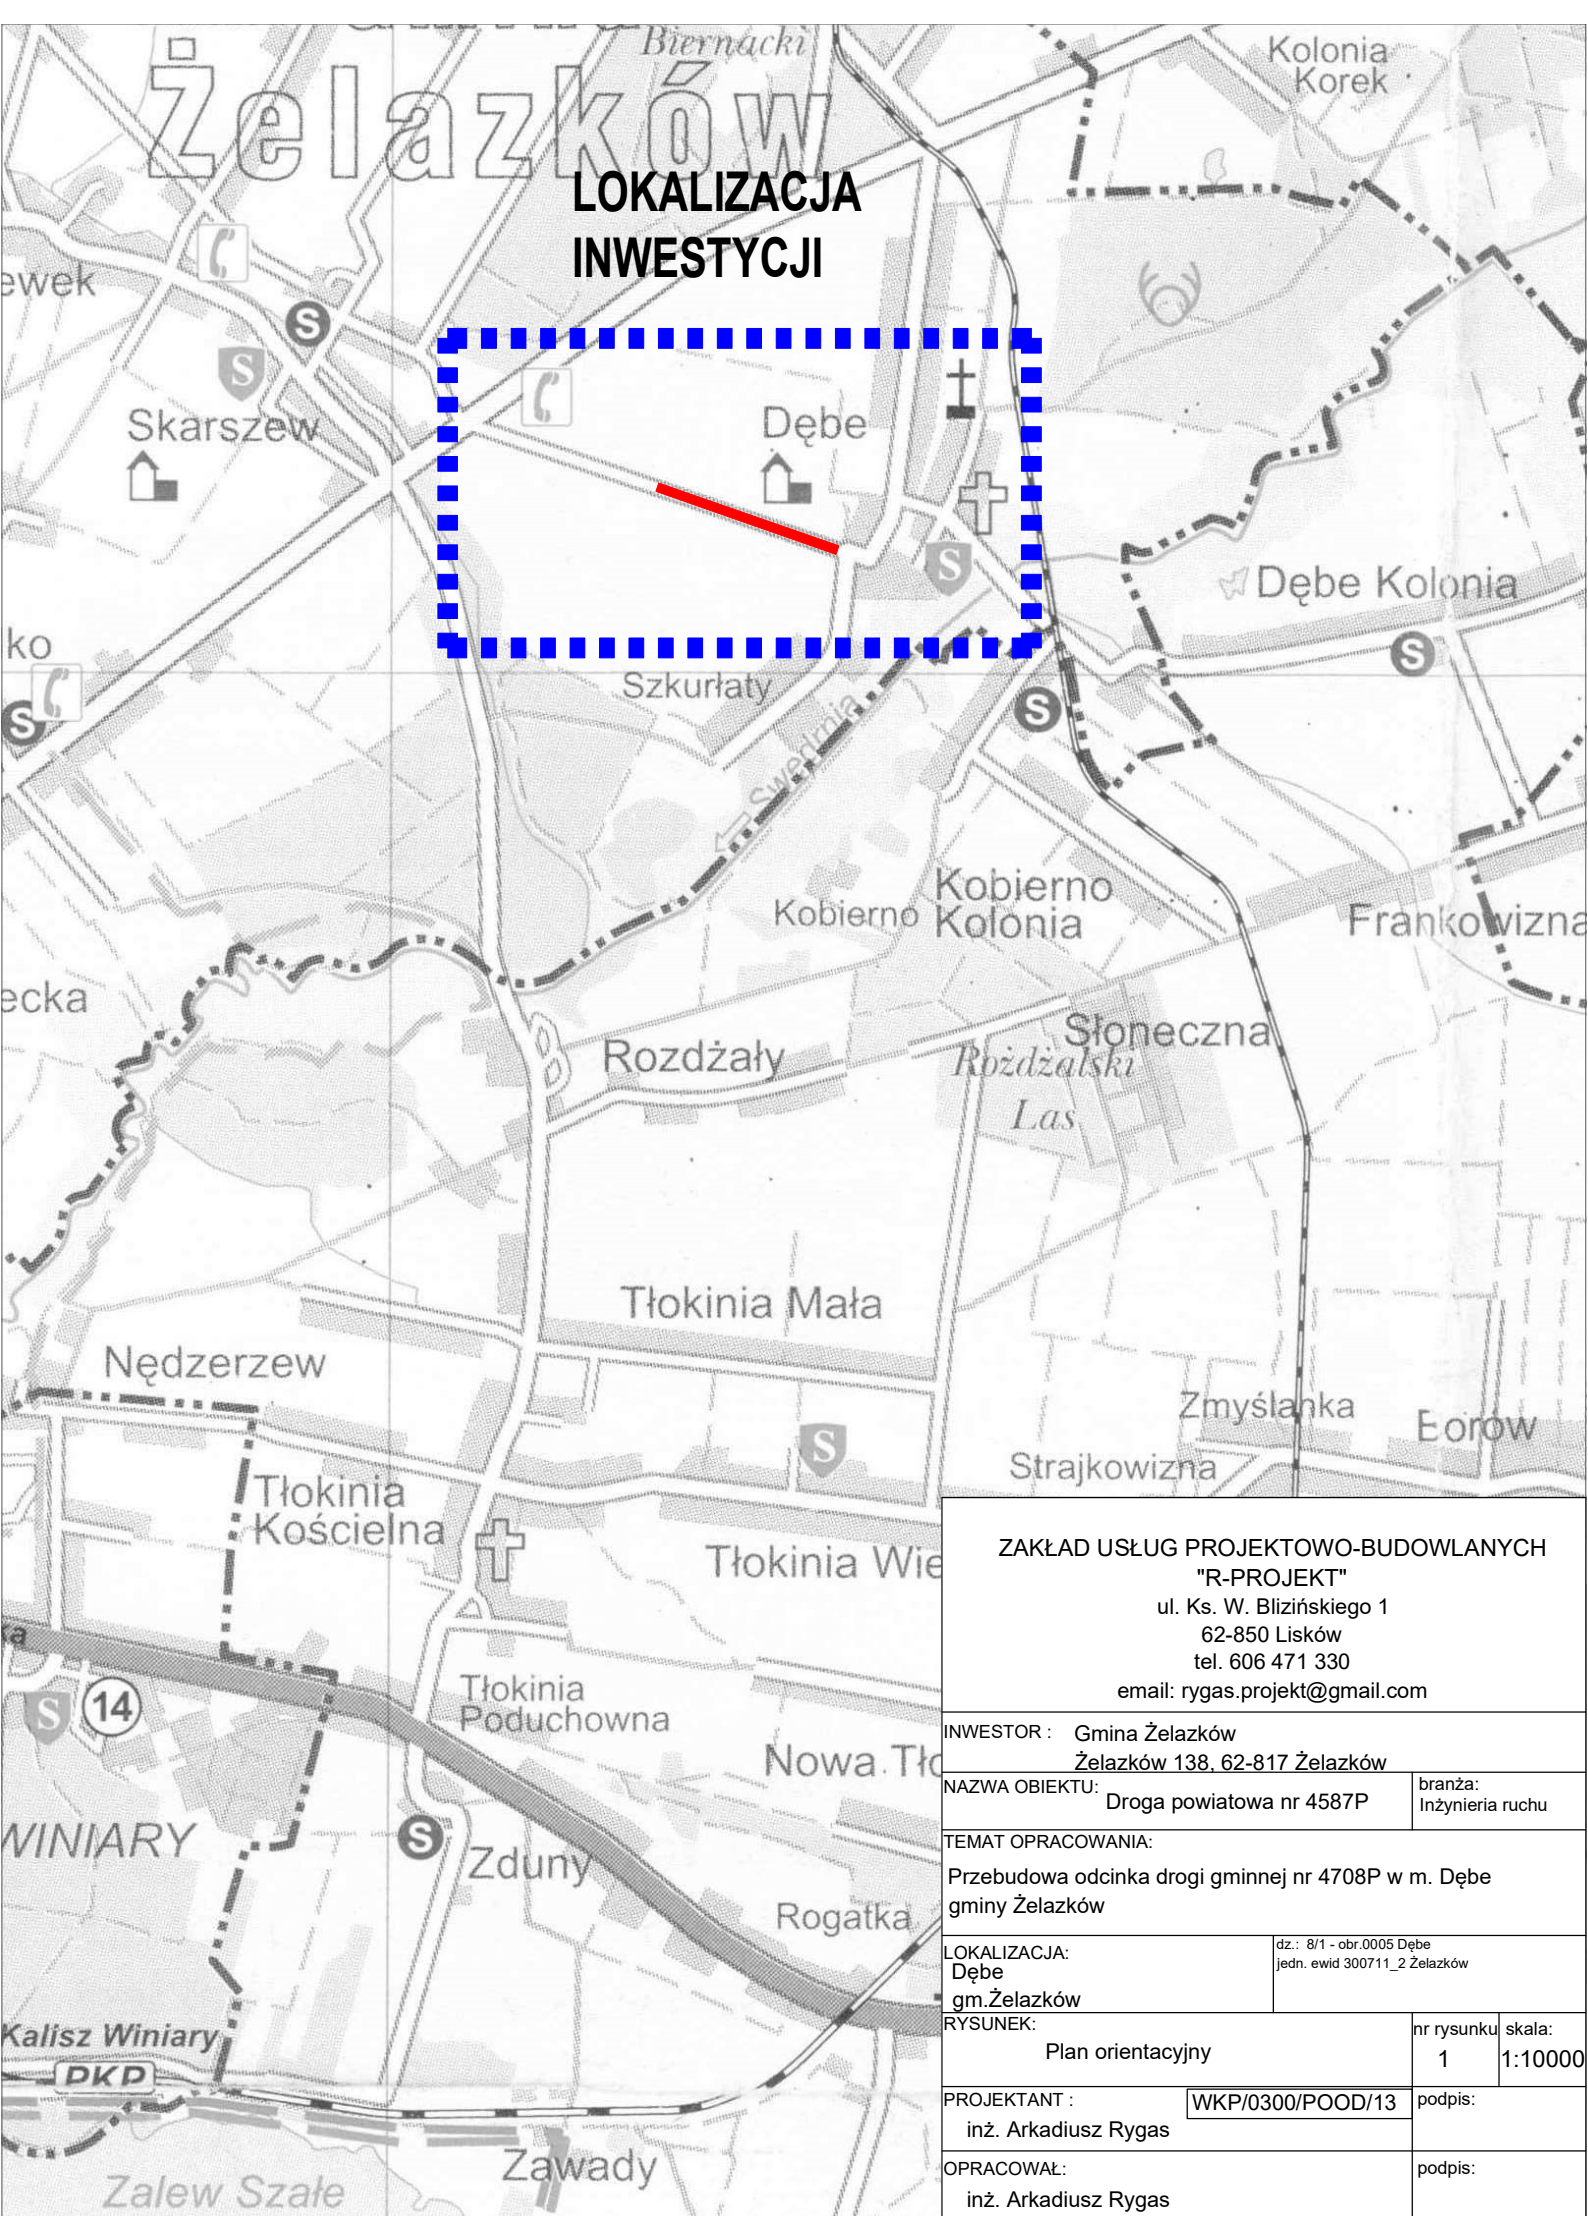 Biernacki
Kolonia
Korek
Żelazków
LOKALIZACJA
INWESTYCJI
ewek
S
S
Skarszew
Dębe
S
Dębe Kolonia
ko
S
S
Szkurłaty
S
Swędrnia
Kobierno
Kobierno
Kolonia
Frankowizna
ecka
Rozdżały
Słoneczna
Rożdżalski
Las
Tłokinia Mała
Nędzerzew
Zmyślanka
Borów
S
Strajkowizna
Tłokinia
Kościelna
Tłokinia Wie
ka
S
14
Tłokinia
Poduchowna
Nowa Tło
WINIARY
S
Zduny
Rogatka
Kalisz Winiary
PKP
Zawady
Zalew Szałe
ZAKŁAD USŁUG PROJEKTOWO-BUDOWLANYCH
"R-PROJEKT"
ul. Ks. W. Blizińskiego 1
62-850 Lisków
tel. 606 471 330
email: rygas.projekt@gmail.com
INWESTOR : Gmina Żelazków
Żelazków 138, 62-817 Żelazków
NAZWA OBIEKTU: Droga powiatowa nr 4587P
branża:
Inżynieria ruchu
TEMAT OPRACOWANIA:
Przebudowa odcinka drogi gminnej nr 4708P w m. Dębe
gminy Żelazków
LOKALIZACJA:
Dębe
gm.Żelazków
dz.: 8/1 - obr.0005 Dębe
jedn. ewid 300711_2 Żelazków
RYSUNEK:
Plan orientacyjny
nr rysunku
1
skala:
1:10000
PROJEKTANT : WKP/0300/POOD/13
inż. Arkadiusz Rygas
podpis:
OPRACOWAŁ:
inż. Arkadiusz Rygas
podpis: